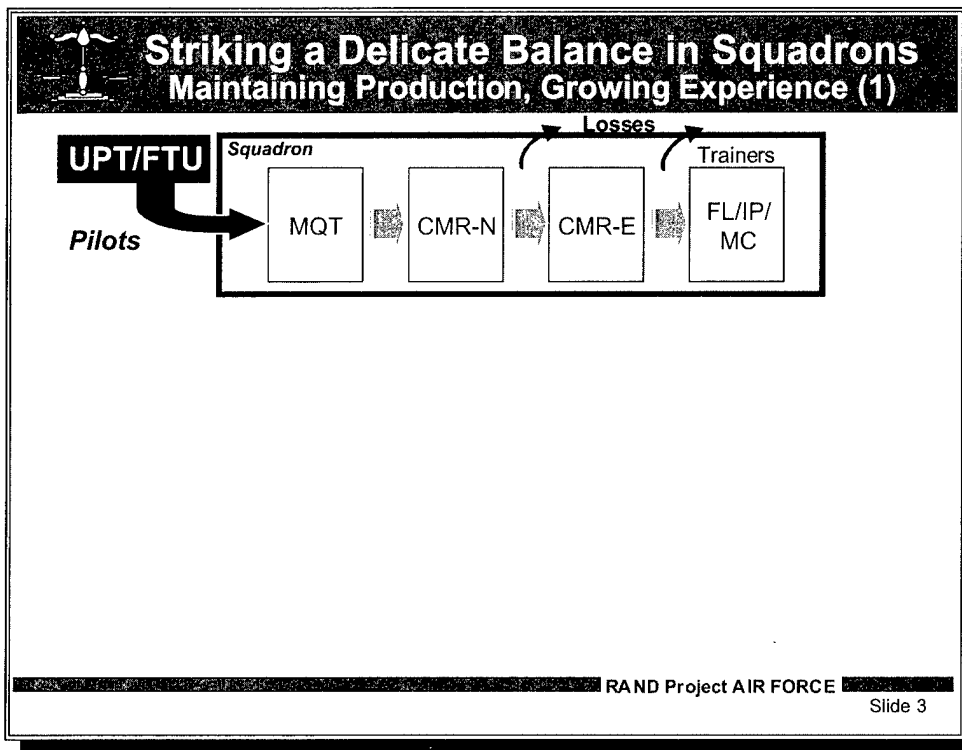 Striking a Delicate Balance in Squadrons
Maintaining Production, Growing Experience (1)
Losses
UPT/FTU
Squadron
Trainers
Pilots
MQT
CMR-N
CMR-E
FL/IP/
MC
RAND Project AIR FORCE
Slide 3